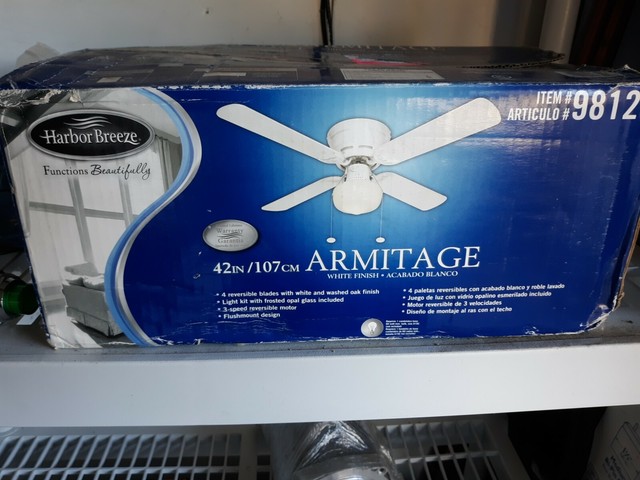 ITEM # 9812
ARTICULO #
Harbor Breeze
Functions Beautifully
Warranty
Garantía
42IN/107CM ARMITAGE
WHITE FINISH • ACABADO BLANCO
• 4 reversible blades with white and washed oak finish
• Light kit with frosted opal glass included
• 3-speed reversible motor
• Flushmount design
• 4 paletas reversibles con acabado blanco y roble lavado
• Juego de luz con vidrio opalino esmerilado incluido
• Motor reversible de 3 velocidades
• Diseño de montaje al ras con el techo